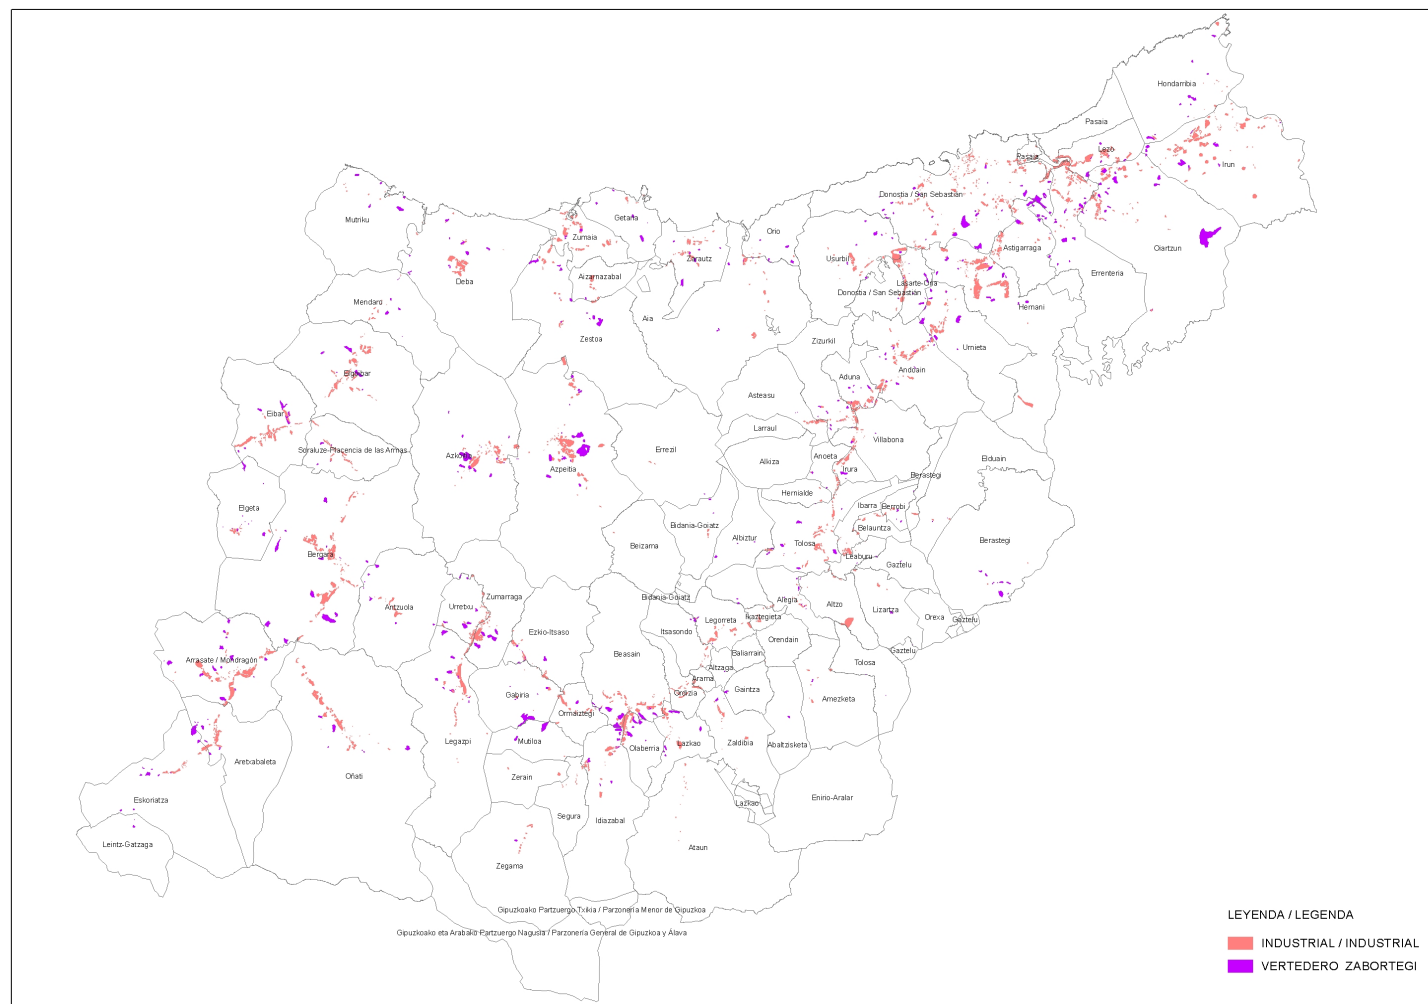 Hondarribia
Pasaia
Lezo
Pasaia
Irun
Donostia / San Sebastián
Mutriku
Getaria
Orio
Zumaia
Astigarraga
Oiartzun
Usurbil
Zarautz
Errenteria
Deba
Aizarnazabal
Lasarte-Oria
Donostia / San Sebastián
Mendaro
Hernani
Aia
Zestoa
Zizurkil
Urnieta
Elgoibar
Aduna
Andoain
Asteasu
Eibar
Larraul
Villabona
Soraluze-Placencia de las Armas
Errezil
Azkoitia
Azpeitia
Alkiza
Anoeta
Irura
Elduain
Berastegi
Hernialde
Elgeta
Ibarra
Berrobi
Bidania-Goiatz
Belauntza
Albiztur
Tolosa
Berastegi
Beizama
Bergara
Leaburu
Gaztelu
Zumarraga
Bidania-Goiatz
Alegia
Altzo
Antzuola
Urretxu
Lizartza
Orexa
Gaztelu
Ikaztegieta
Legorreta
Ezkio-Itsaso
Itsasondo
Orendain
Beasain
Baliarrain
Gaztelu
Arrasate / Mondragón
Altzaga
Tolosa
Arama
Gaintza
Gabiria
Ordizia
Amezketa
Ormaiztegi
Legazpi
Mutiloa
Olaberria
Lazkao
Zaldibia
Abaltzisketa
Aretxabaleta
Oñati
Zerain
Eskoriatza
Enirio-Aralar
Lazkao
Segura
Idiazabal
Leintz-Gatzaga
Ataun
Zegama
Gipuzkoako Partzuergo Txikia / Parzonería Menor de Gipuzkoa
Gipuzkoako eta Arabako Partzuergo Nagusia / Parzonería General de Gipuzkoa y Álava
LEYENDA / LEGENDA
INDUSTRIAL / INDUSTRIAL
VERTEDERO ZABORTEGI